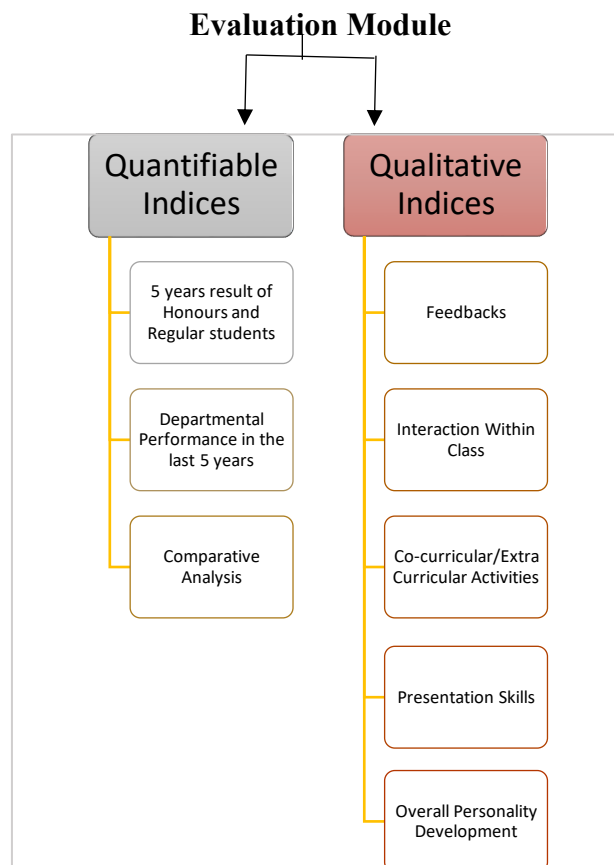 Evaluation Module
Quantifiable
Indices
5 years result of
Honours and
Regular students
Departmental
Performance in the
last 5 years
Comparative
Analysis
Qualitative
Indices
Feedbacks
Interaction Within
Class
Co-curricular/Extra
Curricular Activities
Presentation Skills
Overall Personality
Development